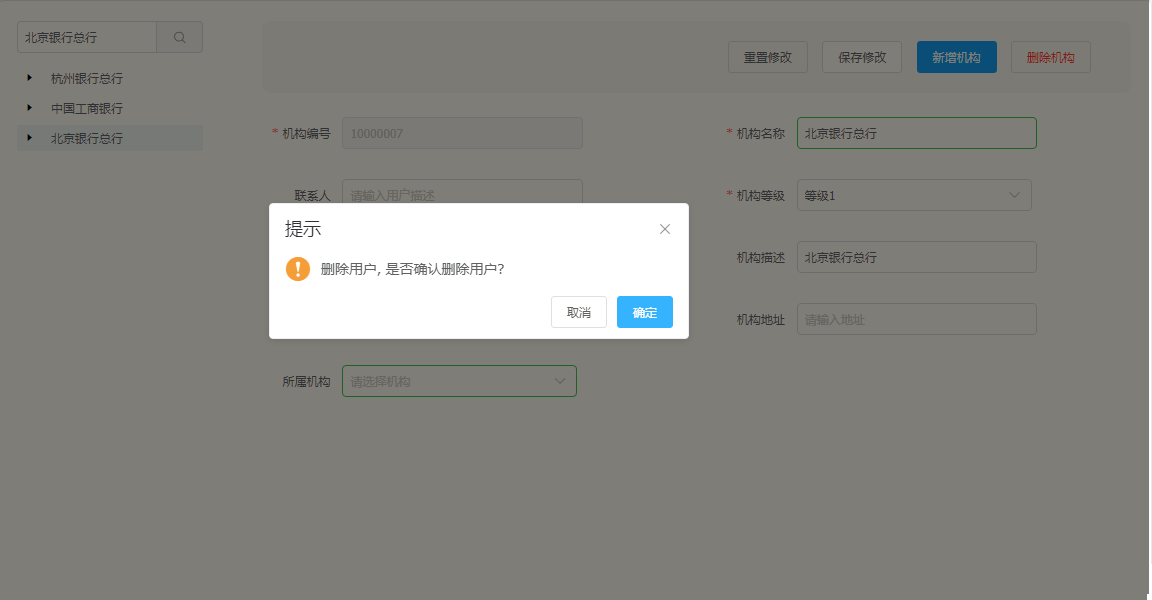 北京银行总行
杭州银行总行
中国工商银行
北京银行总行
重置修改 保存修改 新增机构 删除机构
* 机构编号 10000007 * 机构名称 北京银行总行
联系人 请输入用户描述 * 机构等级 等级1
提示
删除用户, 是否确认删除用户?
取消 确定
机构描述 北京银行总行
机构地址 请输入地址
所属机构 请选择机构